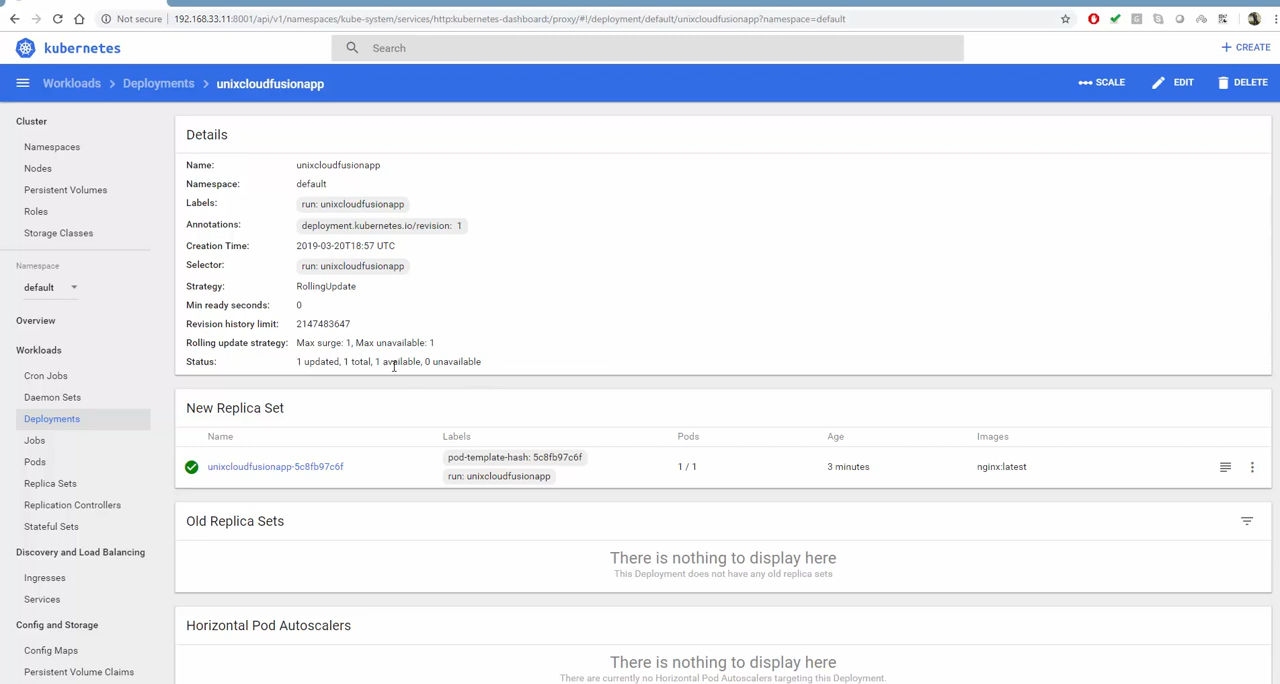 Not secure | 192.168.33.11:8001/api/v1/namespaces/kube-system/services/http:kubernetes-dashboard:/proxy/#!/deployment/default/unixcloudfusionapp?namespace=default
kubernetes
Search
+ CREATE
Workloads > Deployments > unixcloudfusionapp
SCALE
EDIT
DELETE
Cluster
Namespaces
Nodes
Persistent Volumes
Roles
Storage Classes
Namespace
default
Overview
Workloads
Cron Jobs
Daemon Sets
Deployments
Jobs
Pods
Replica Sets
Replication Controllers
Stateful Sets
Discovery and Load Balancing
Ingresses
Services
Config and Storage
Config Maps
Persistent Volume Claims
Details
Name: unixcloudfusionapp
Namespace: default
Labels: run: unixcloudfusionapp
Annotations: deployment.kubernetes.io/revision: 1
Creation Time: 2019-03-20T18:57 UTC
Selector: run: unixcloudfusionapp
Strategy: RollingUpdate
Min ready seconds: 0
Revision history limit: 2147483647
Rolling update strategy: Max surge: 1, Max unavailable: 1
Status: 1 updated, 1 total, 1 available, 0 unavailable
New Replica Set
Name Labels Pods Age Images
pod-template-hash: 5c8fb97c6f
unixcloudfusionapp-5c8fb97c6f 1 / 1 3 minutes nginx:latest
run: unixcloudfusionapp
Old Replica Sets
There is nothing to display here
This Deployment does not have any old replica sets
Horizontal Pod Autoscalers
There is nothing to display here
There are currently no Horizontal Pod Autoscalers targeting this Deployment.